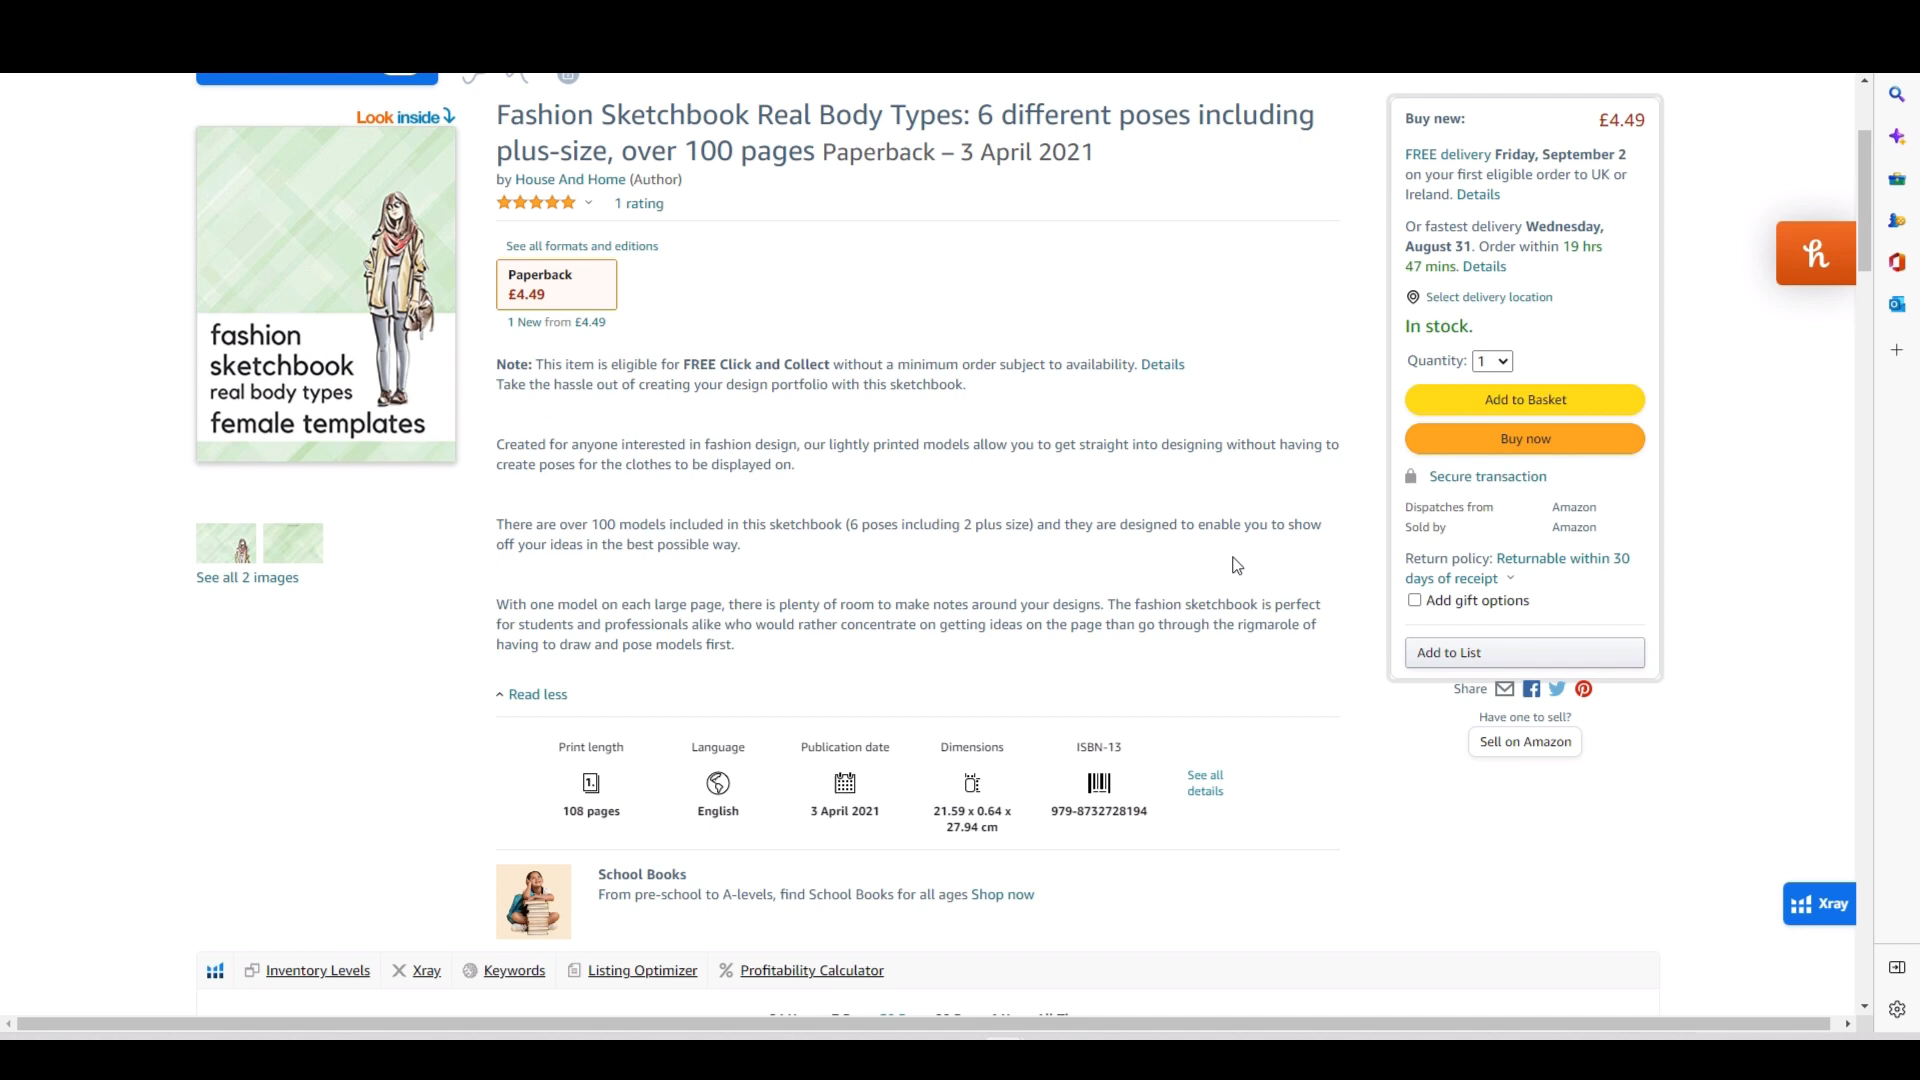 Look inside
Fashion Sketchbook Real Body Types: 6 different poses including
plus-size, over 100 pages Paperback – 3 April 2021
by House And Home (Author)
1 rating
See all formats and editions
Paperback
£4.49
1 New from £4.49
Note: This item is eligible for FREE Click and Collect without a minimum order subject to availability. Details
Take the hassle out of creating your design portfolio with this sketchbook.
Created for anyone interested in fashion design, our lightly printed models allow you to get straight into designing without having to
create poses for the clothes to be displayed on.
There are over 100 models included in this sketchbook (6 poses including 2 plus size) and they are designed to enable you to show
off your ideas in the best possible way.
With one model on each large page, there is plenty of room to make notes around your designs. The fashion sketchbook is perfect
for students and professionals alike who would rather concentrate on getting ideas on the page than go through the rigmarole of
having to draw and pose models first.
Read less
fashion
sketchbook
real body types
female templates
See all 2 images
Print length
1.
108 pages
Language
English
Publication date
3 April 2021
Dimensions
21.59 x 0.64 x
27.94 cm
ISBN-13
979-8732728194
See all
details
School Books
From pre-school to A-levels, find School Books for all ages Shop now
Inventory Levels
Xray
Keywords
Listing Optimizer
Profitability Calculator
Buy new:
£4.49
FREE delivery Friday, September 2
on your first eligible order to UK or
Ireland. Details
Or fastest delivery Wednesday,
August 31. Order within 19 hrs
47 mins. Details
Select delivery location
In stock.
Quantity: 1
Add to Basket
Buy now
Secure transaction
Dispatches from Amazon
Sold by Amazon
Return policy: Returnable within 30
days of receipt
Add gift options
Add to List
Share
Have one to sell?
Sell on Amazon
h
Xray